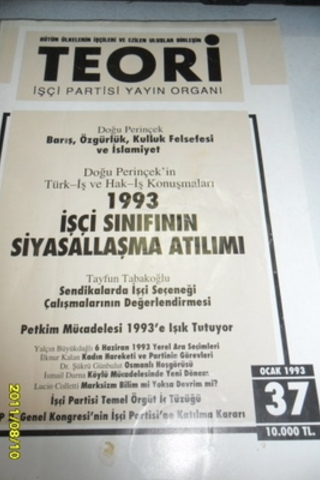 BÜTÜN ÜLKELERİN İŞÇİLERİ VE EZİLEN ULUSLAR BİRLEŞİN
TEORİ
İŞÇİ PARTİSİ YAYIN ORGANI
Doğu Perinçek
Barış, Özgürlük, Kulluk Felsefesi
ve İslamiyet
Doğu Perinçek'in
Türk-İş ve Hak-İş Konuşmaları
1993
İŞÇİ SINIFININ
SİYASALLAŞMA ATILIMI
Tayfun Tabakoğlu
Sendikalarda İşçi Seçeneği
Çalışmalarının Değerlendirmesi
Petkim Mücadelesi 1993'e Işık Tutuyor
Yalçın Büyükdağlı 6 Haziran 1993 Yerel Ara Seçimleri
İlknur Kalan Kadın Hareketi ve Partinin Görevleri
Dr. Şükrü Günbulut Osmanlı Hoşgörüsü
İsmail Durna Köylü Mücadelesinde Yeni Dönem
Lucio Colletti Marksizm Bilim mi Yoksa Devrim mi?
İşçi Partisi Temel Örgüt İç Tüzüğü
P Genel Kongresi'nin İşçi Partisi'ne Katılma Kararı
OCAK 1993
37
10.000 TL.
2011/08/10